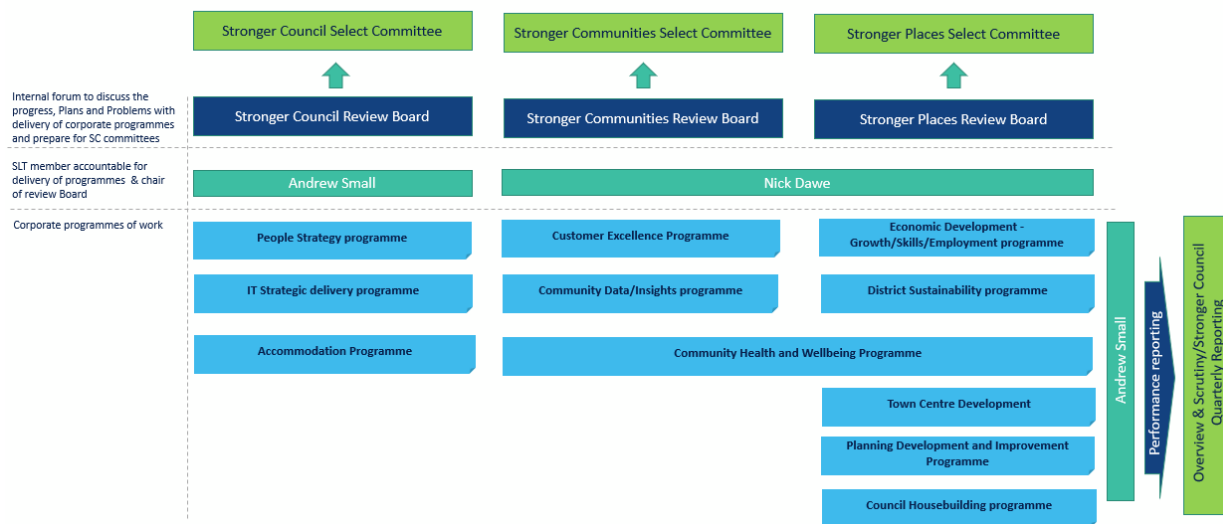 Stronger Council Select Committee
Stronger Communities Select Committee
Stronger Places Select Committee
Internal forum to discuss the
progress, Plans and Problems with
delivery of corporate programmes
and prepare for SC committees
Stronger Council Review Board
Stronger Communities Review Board
Stronger Places Review Board
SLT member accountable for
delivery of programmes & chair
of review Board
Andrew Small
Nick Dawe
Corporate programmes of work
People Strategy programme
Customer Excellence Programme
Economic Development -
Growth/Skills/Employment programme
IT Strategic delivery programme
Community Data/Insights programme
District Sustainability programme
Accommodation Programme
Community Health and Wellbeing Programme
Town Centre Development
Planning Development and Improvement
Programme
Council Housebuilding programme
Andrew Small
Performance reporting
Overview & Scrutiny/Stronger Council
Quarterly Reporting